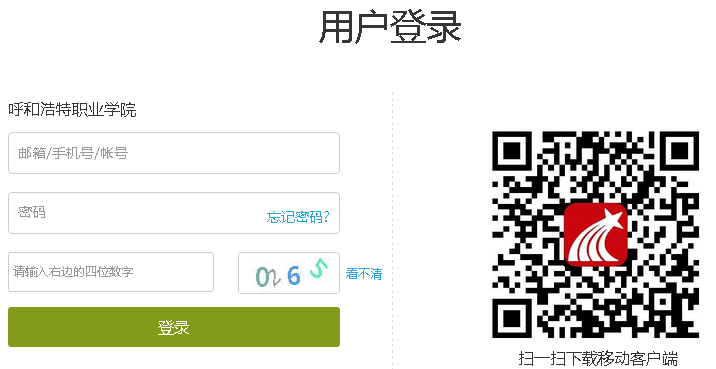 用户登录
呼和浩特职业学院
邮箱/手机号/帐号
密码
忘记密码?
请输入右边的四位数字
0265
看不清
登录
扫一扫下载移动客户端